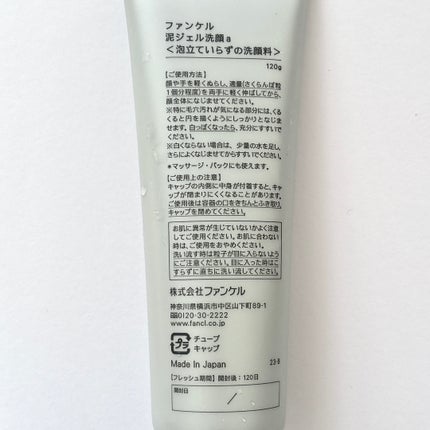 ファンケル
泥ジェル洗顔a
＜泡立ていらずの洗顔料＞
120g
【ご使用方法】
顔や手を軽くぬらし、適量(さくらんぼ粒
1個分程度)を両手に軽く伸ばしてから、
顔全体になじませてください。
※特に毛穴汚れが気になる部分には、くる
くると円を描くようにしっかりとなじま
せます。白っぽくなったら、充分にすすいで
ください。
※白くならない場合は、少量の水を足し、
さらによくなじませてからすすいでください。
*マッサージ・パックにも使えます。
【ご使用上の注意】
キャップの内側に中身が付着すると、キャ
ップが閉まりにくくなることがあります。
ご使用後は容器の口をきちんとふき取り、
キャップを閉めてください。
お肌に異常が生じていないかよく注意し
てご使用ください。お肌に合わない
時は、ご使用をおやめください。
洗い流す時は粒子が目に入らないよう
にご注意ください。目に入った時はこ
すらずに直ちに洗い流してください。
株式会社ファンケル
神奈川県横浜市中区山下町89-1
0120-30-2222
www.fancl.co.jp
プラ
チューブ
キャップ
Made In Japan
23-B
【フレッシュ期間】開封後：120日
開封日
/